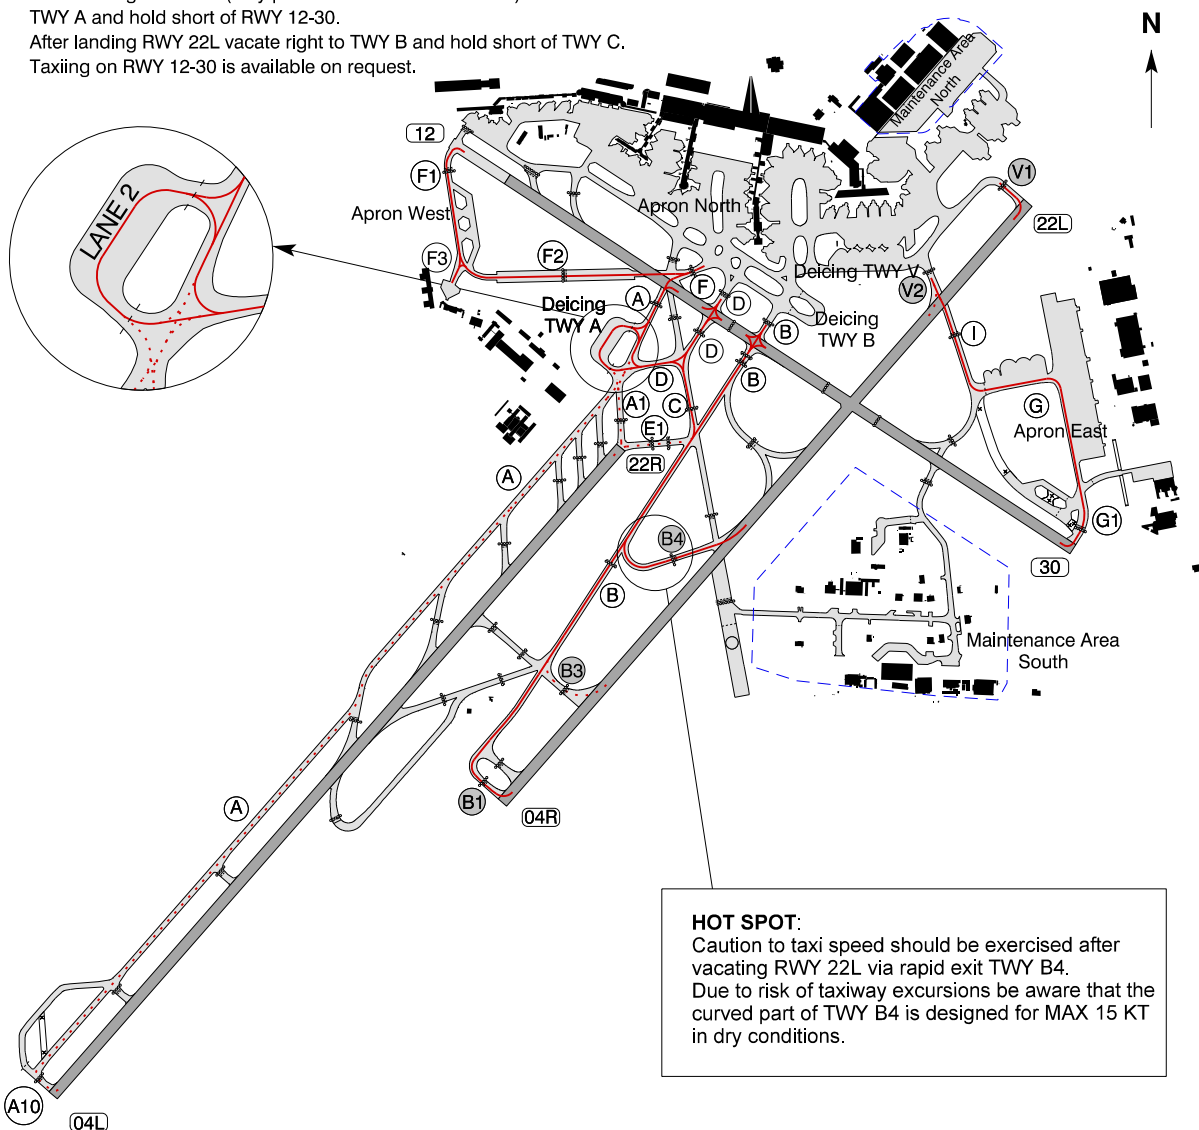 TWY A and hold short of RWY 12-30.
After landing RWY 22L vacate right to TWY B and hold short of TWY C.
Taxiing on RWY 12-30 is available on request.
N
Maintenance Area
North
12
F1
V1
Apron West
Apron North
22L
F3
F2
Deicing TWY V
V2
F
D
A
Deicing
TWY A
B
Deicing
TWY B
LANE 2
D
I
D
B
A1
C
G
E1
Apron East
22R
A
G1
B4
30
B
Maintenance Area
South
B3
B1
04R
A
HOT SPOT:
Caution to taxi speed should be exercised after
vacating RWY 22L via rapid exit TWY B4.
Due to risk of taxiway excursions be aware that the
curved part of TWY B4 is designed for MAX 15 KT
in dry conditions.
A10
04L